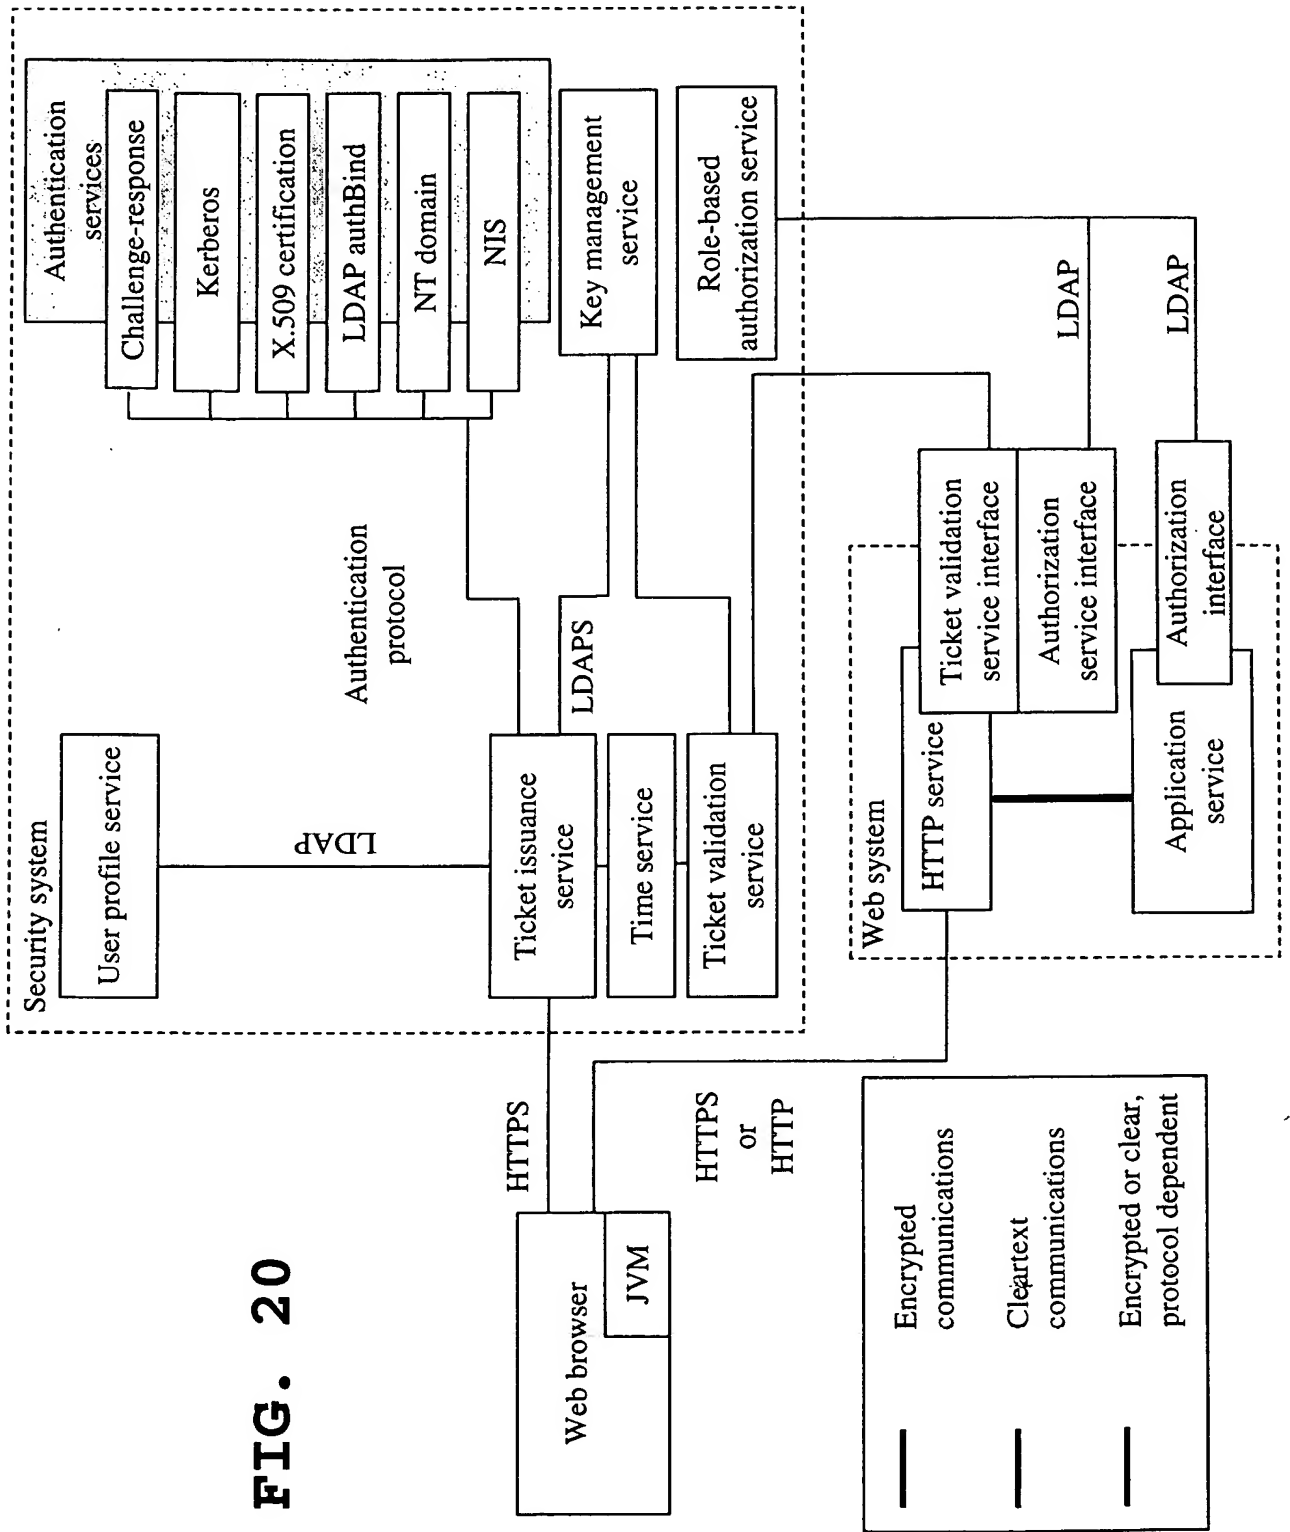 FIG. 20
Security system
User profile service
LDAP
Authentication
protocol
Authentication
services
Challenge-response
Kerberos
X.509 certification
LDAP authBind
NT domain
NIS
Key management
service
Role-based
authorization service
Ticket issuance
service
LDAPS
Time service
Ticket validation
service
HTTPS
HTTPS
or
HTTP
Web browser
JVM
Web system
HTTP service
Ticket validation
service interface
Authorization
service interface
LDAP
Application
service
Authorization
interface
LDAP
Encrypted
communications
Cleartext
communications
Encrypted or clear,
protocol dependent